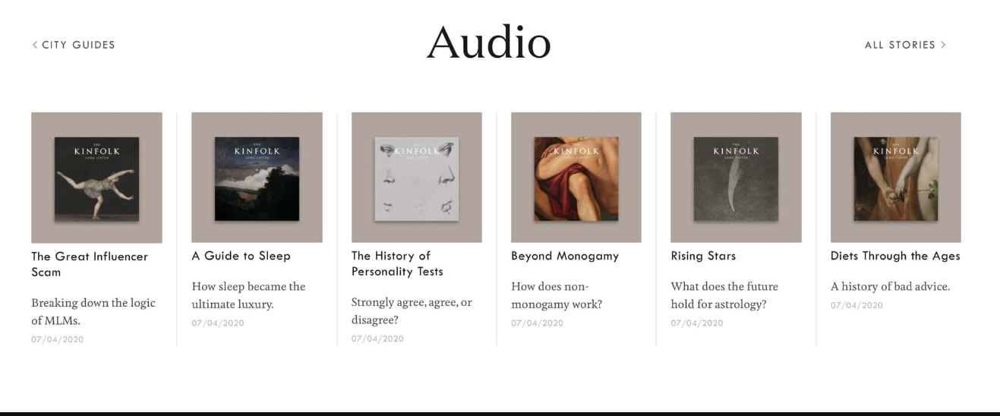 CITY GUIDES
Audio
ALL STORIES
THE
KINFOLK
LONG LISTEN
The Great Influencer
Scam
Breaking down the logic
of MLMs.
07/04/2020
THE
KINFOLK
LONG LISTEN
A Guide to Sleep
How sleep became the
ultimate luxury.
07/04/2020
THE
KINFOLK
LONG LISTEN
The History of
Personality Tests
Strongly agree, agree, or
disagree?
07/04/2020
THE
KINFOLK
LONG LISTEN
Beyond Monogamy
How does non-
monogamy work?
07/04/2020
THE
KINFOLK
LONG LISTEN
Rising Stars
What does the future
hold for astrology?
07/04/2020
THE
KINFOLK
LONG LISTEN
Diets Through the Ages
A history of bad advice.
07/04/2020